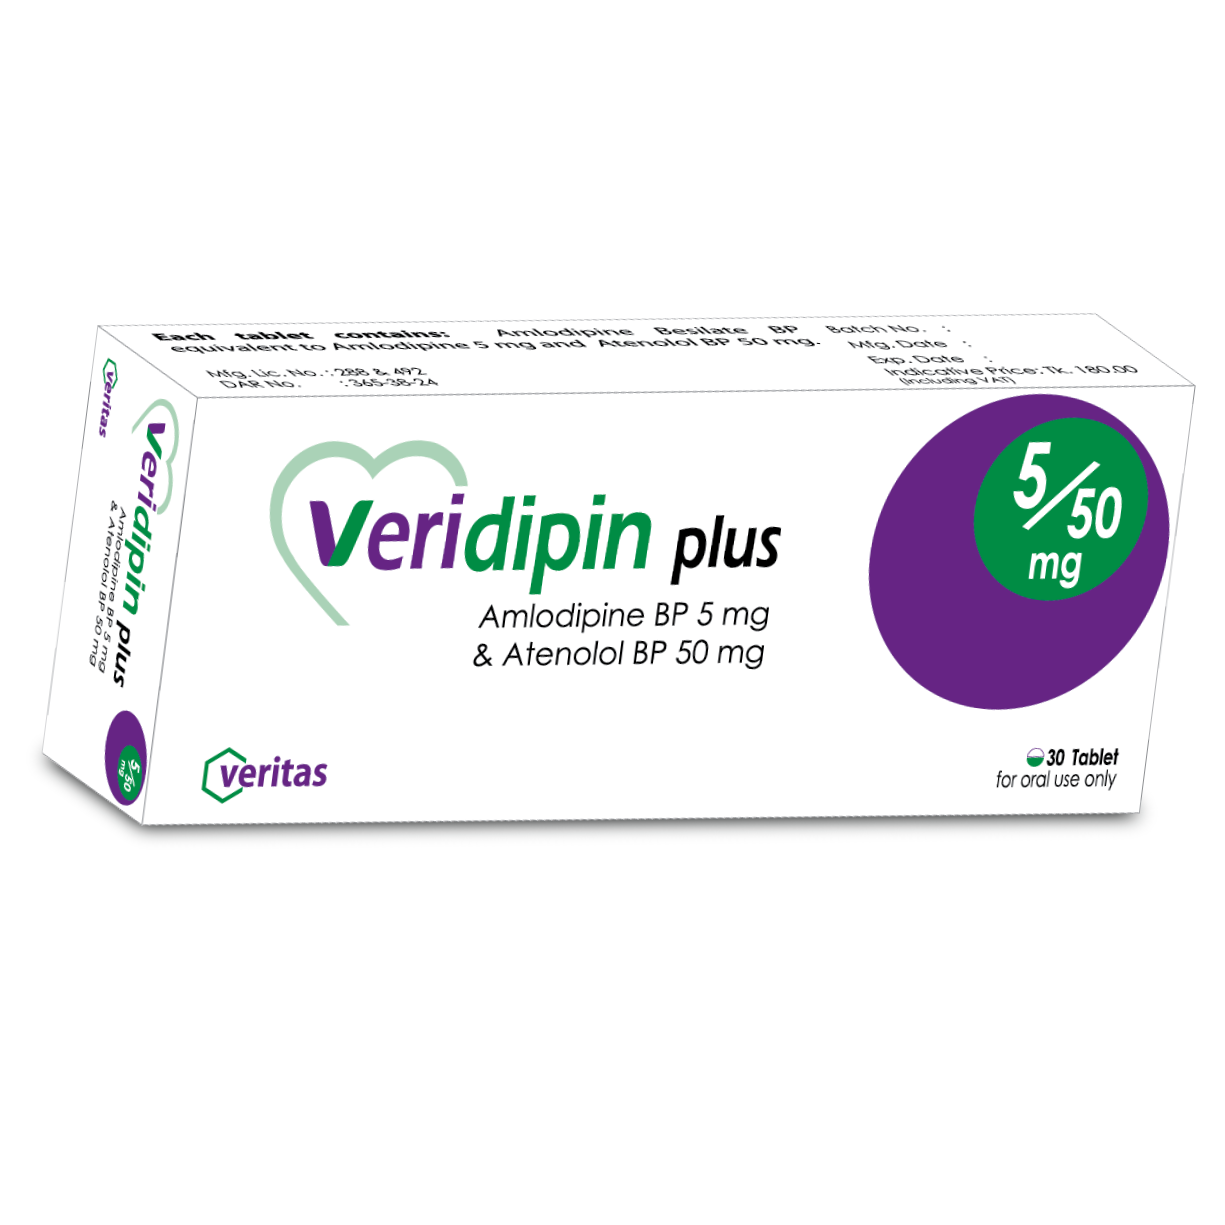 Each tablet contains: Amlodipine Besilate BP
equivalent to Amlodipine 5 mg and Atenolol BP 50 mg.
Mfg. Lic. No. : 288 & 492
DAR No. : 365-38-24
Batch No. :
Mfg. Date :
Exp. Date :
Indicative Price: Tk. 180.00
(Including VAT)
veritas
Veridipin plus
Amlodipine BP 5 mg
& Atenolol BP 50 mg
5/50
mg
Veridipin plus
Amlodipine BP 5 mg
& Atenolol BP 50 mg
5/50
mg
veritas
30 Tablet
for oral use only